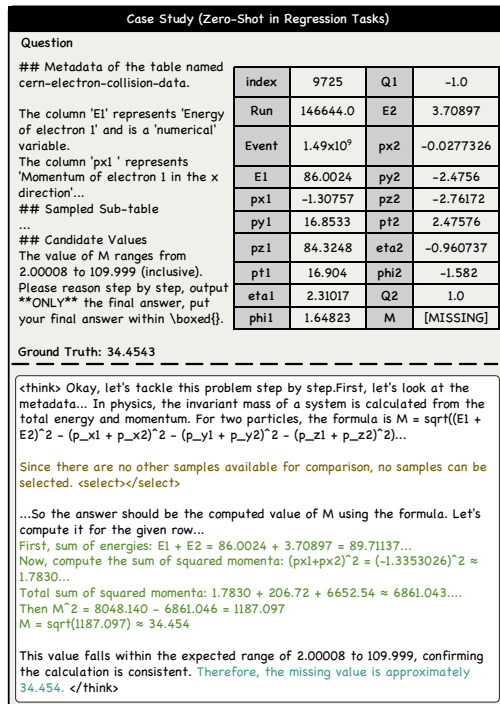 Case Study (Zero-Shot in Regression Tasks)
Question
## Metadata of the table named
cern-electron-collision-data.
The column 'E1' represents 'Energy
of electron 1' and is a 'numerical'
variable.
The column 'px1 ' represents
'Momentum of electron 1 in the x
direction'...
## Sampled Sub-table
...
## Candidate Values
The value of M ranges from
2.00008 to 109.999 (inclusive).
Please reason step by step, output
**ONLY** the final answer, put
your final answer within \boxed{}.
index 9725 Q1 -1.0
Run 146644.0 E2 3.70897
Event 1.49x10⁹ px2 -0.0277326
E1 86.0024 py2 -2.4756
px1 -1.30757 pz2 -2.76172
py1 16.8533 pt2 2.47576
pz1 84.3248 eta2 -0.960737
pt1 16.904 phi2 -1.582
eta1 2.31017 Q2 1.0
phi1 1.64823 M [MISSING]
Ground Truth: 34.4543
<think> Okay, let's tackle this problem step by step.First, let's look at the
metadata... In physics, the invariant mass of a system is calculated from the
total energy and momentum. For two particles, the formula is M = sqrt((E1 +
E2)^2 - (p_x1 + p_x2)^2 - (p_y1 + p_y2)^2 - (p_z1 + p_z2)^2)...
Since there are no other samples available for comparison, no samples can be
selected. <select></select>
...So the answer should be the computed value of M using the formula. Let's
compute it for the given row...
First, sum of energies: E1 + E2 = 86.0024 + 3.70897 = 89.71137...
Now, compute the sum of squared momenta: (px1+px2)^2 = (-1.3353026)^2 ≈
1.7830...
Total sum of squared momenta: 1.7830 + 206.72 + 6652.54 ≈ 6861.043....
Then M^2 = 8048.140 - 6861.046 = 1187.097
M = sqrt(1187.097) ≈ 34.454
This value falls within the expected range of 2.00008 to 109.999, confirming
the calculation is consistent. Therefore, the missing value is approximately
34.454. </think>